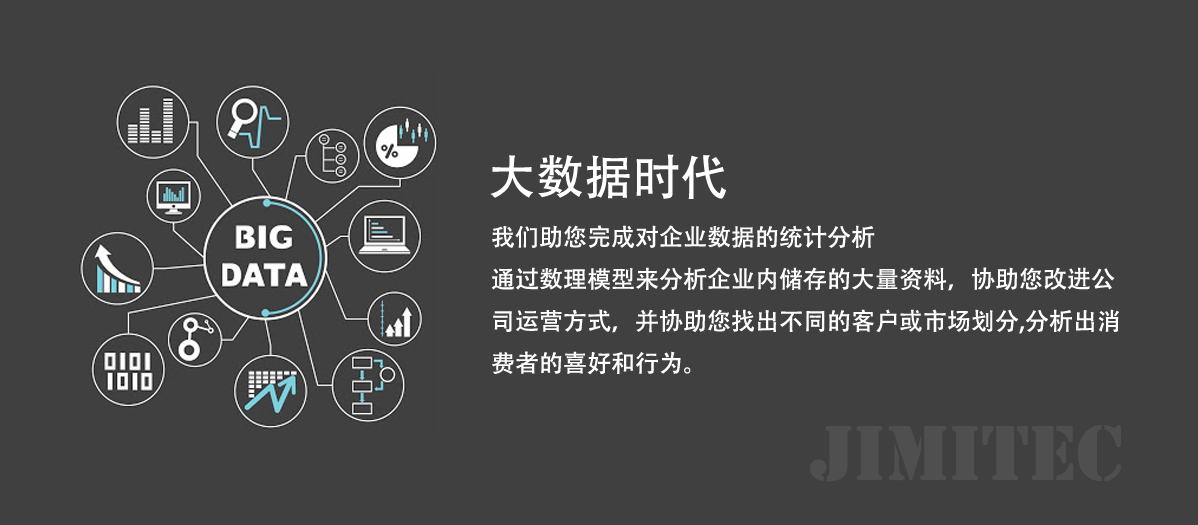 BIG
DATA
%
0101
1010
大数据时代
我们助您完成对企业数据的统计分析
通过数理模型来分析企业内储存的大量资料，协助您改进公
司运营方式，并协助您找出不同的客户或市场划分,分析出消
费者的喜好和行为。
JIMITEC